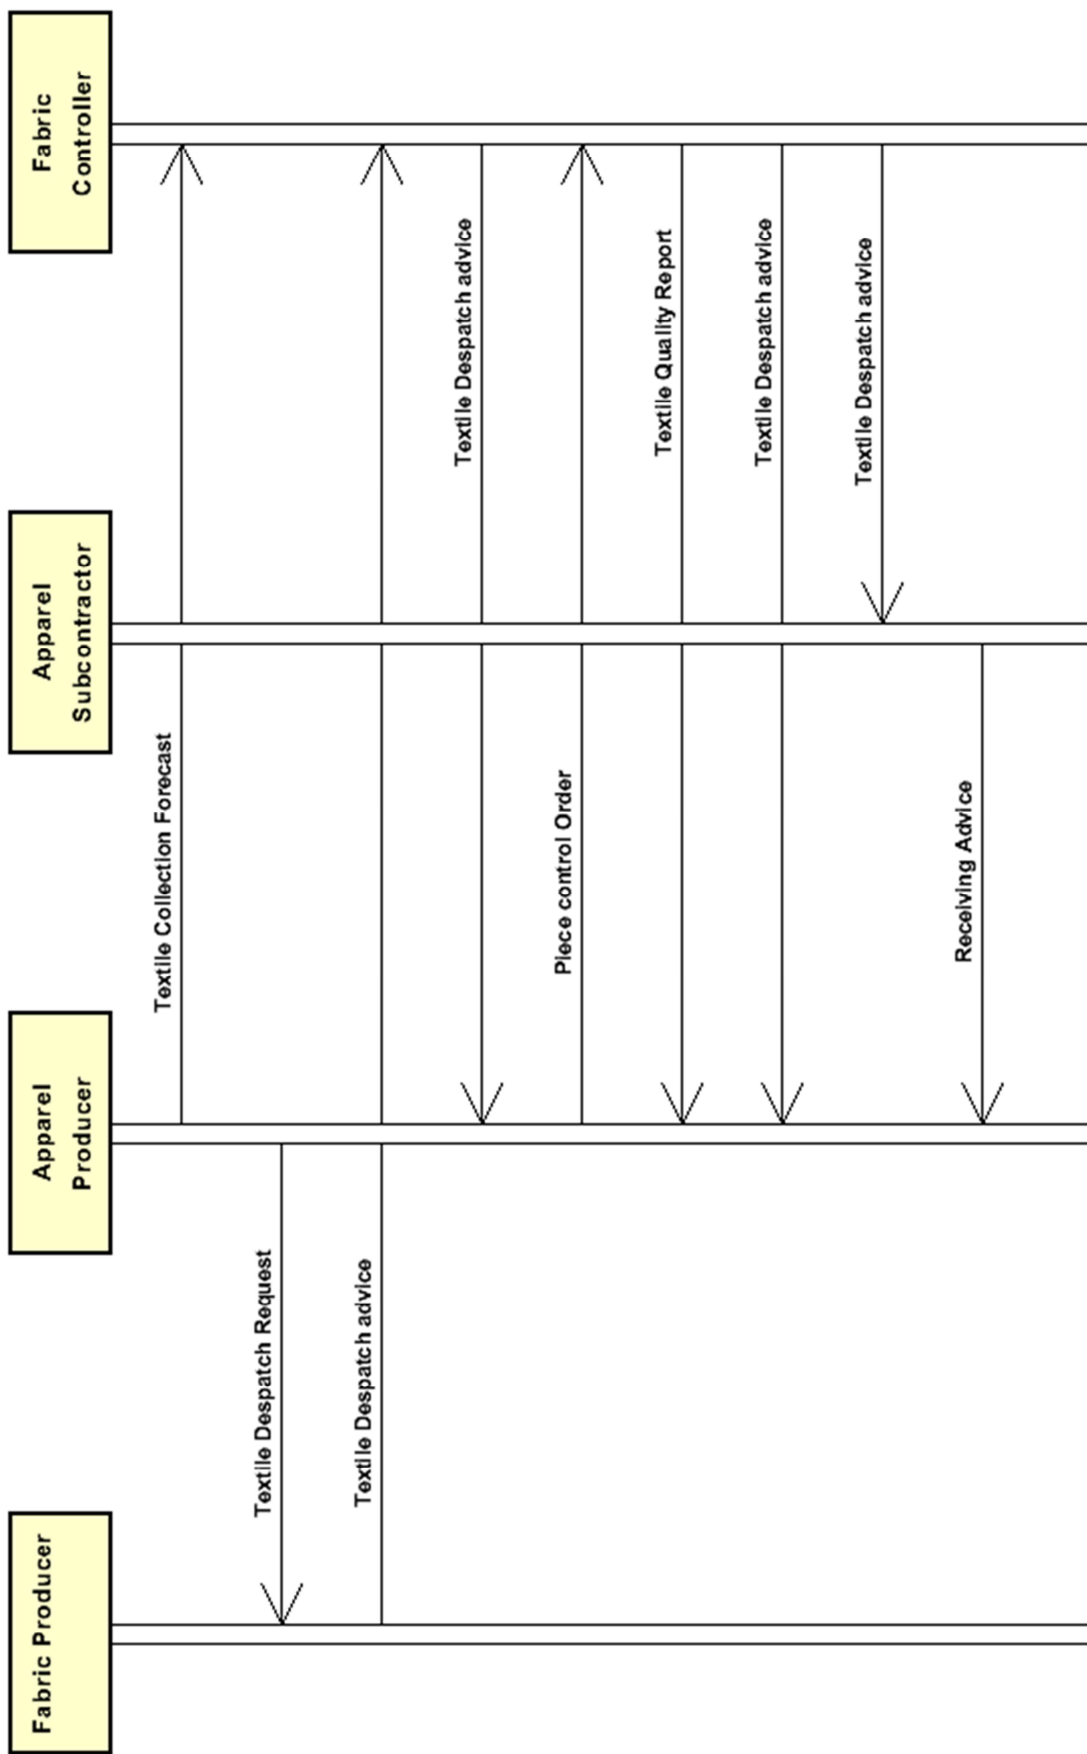 Fabric Producer
Apparel
Producer
Apparel
Subcontractor
Fabric
Controller
Textile Collection Forecast
Textile Despatch Request
Textile Despatch advice
Textile Despatch advice
Piece control Order
Textile Quality Report
Textile Despatch advice
Textile Despatch advice
Receiving Advice